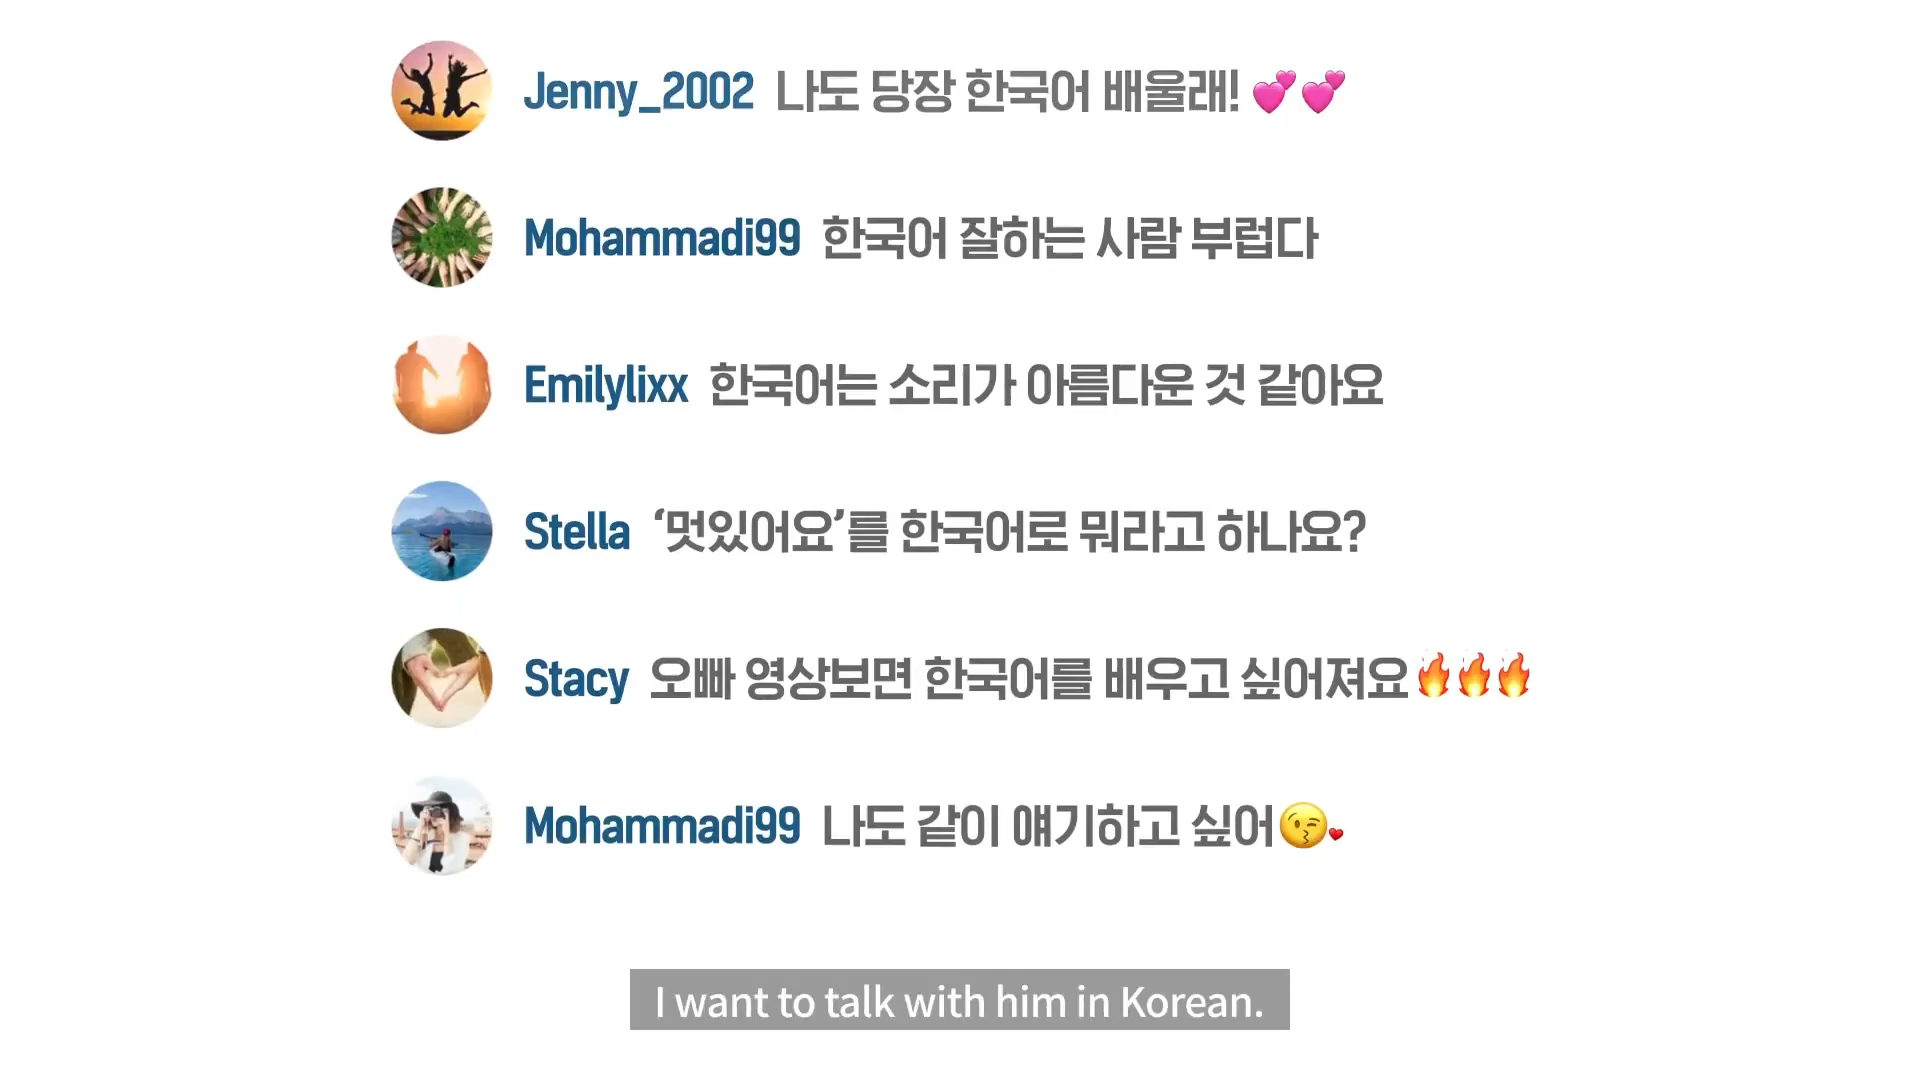 Jenny_2002 나도 당장 한국어 배울래! 💕💕
Mohammadi99 한국어 잘하는 사람 부럽다
Emilylixx 한국어는 소리가 아름다운 것 같아요
Stella ‘멋있어요’를 한국어로 뭐라고 하나요?
Stacy 오빠 영상보면 한국어를 배우고 싶어져요🔥🔥🔥
Mohammadi99 나도 같이 얘기하고 싶어😘
I want to talk with him in Korean.